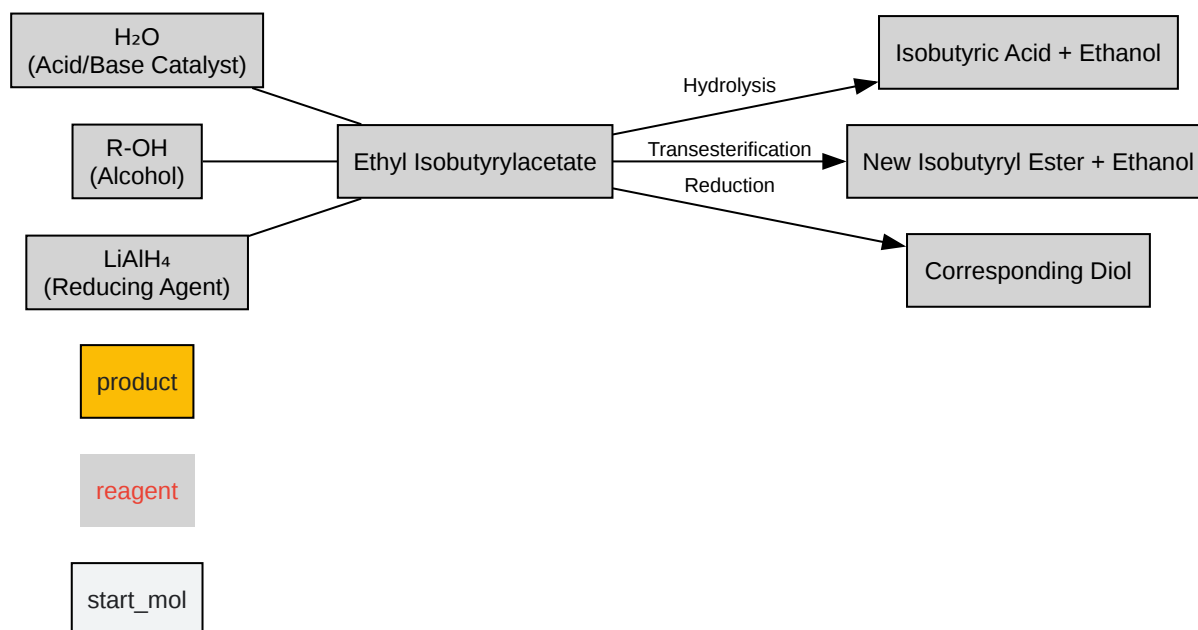 H₂O
(Acid/Base Catalyst)
R-OH
(Alcohol)
LiAlH₄
(Reducing Agent)
Ethyl Isobutyrylacetate
Hydrolysis
Transesterification
Reduction
Isobutyric Acid + Ethanol
New Isobutyryl Ester + Ethanol
Corresponding Diol
product
reagent
start_mol